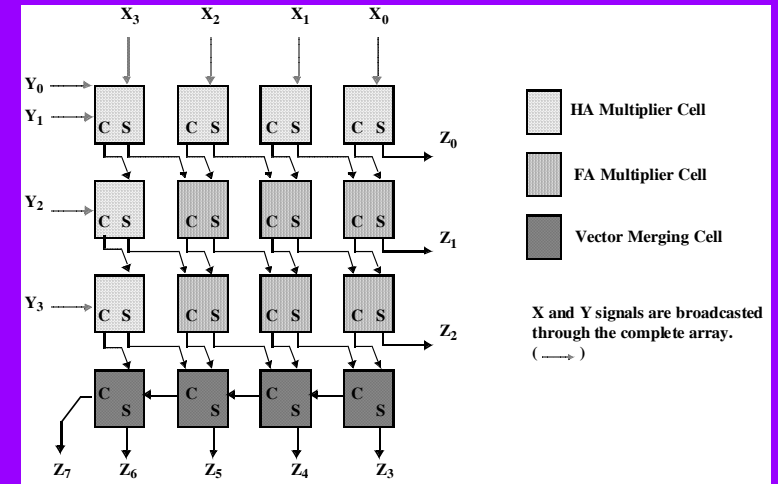 X3 X2 X1 X0
Y0
Y1
C S C S C S C S
Z0
Y2
C S C S C S C S
Z1
Y3
C S C S C S C S
Z2
C S C S C S C S
Z7 Z6 Z5 Z4 Z3
HA Multiplier Cell
FA Multiplier Cell
Vector Merging Cell
X and Y signals are broadcasted
through the complete array.
( )